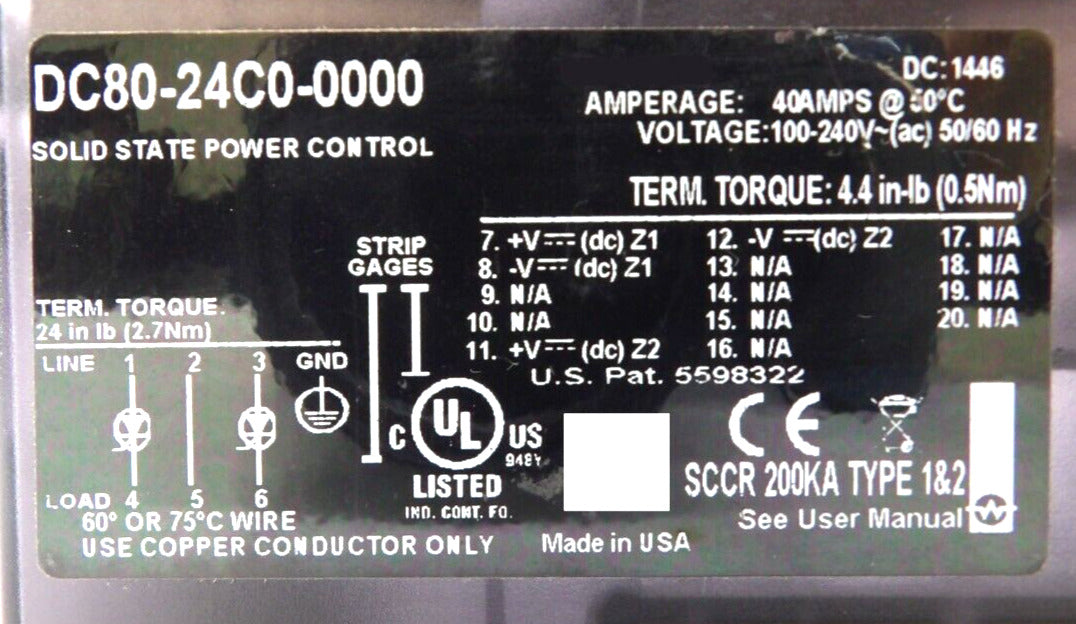 DC80-24C0-0000
SOLID STATE POWER CONTROL
DC:1446
AMPERAGE: 40AMPS @ 50°C
VOLTAGE:100-240V~(ac) 50/60 Hz
TERM. TORQUE: 4.4 in-lb (0.5Nm)
7. +V⎓ (dc) Z1
8. -V⎓ (dc) Z1
9. N/A
10. N/A
11. +V⎓ (dc) Z2
12. -V ⎓(dc) Z2
13. N/A
14. N/A
15. N/A
16. N/A
17. N/A
18. N/A
19. N/A
20. N/A
U.S. Pat. 5598322
STRIP
GAGES
TERM. TORQUE.
24 in lb (2.7Nm)
LINE 1 2 3 GND
LOAD 4 5 6
60° OR 75°C WIRE
USE COPPER CONDUCTOR ONLY
C UL US
948Y
LISTED
IND. CONT. EQ.
Made in USA
CE
SCCR 200KA TYPE 1&2
See User Manual